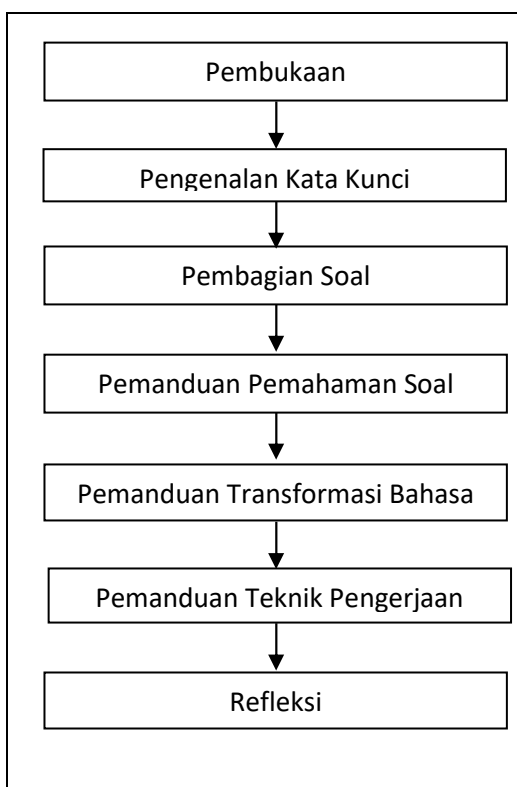 Pembukaan
Pengenalan Kata Kunci
Pembagian Soal
Pemanduan Pemahaman Soal
Pemanduan Transformasi Bahasa
Pemanduan Teknik Pengerjaan
Refleksi